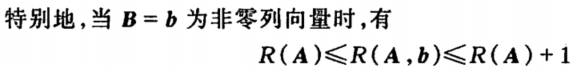 特别地,当 B = b 为非零列向量时,有
R(A)≤R(A,b)≤R(A)+1